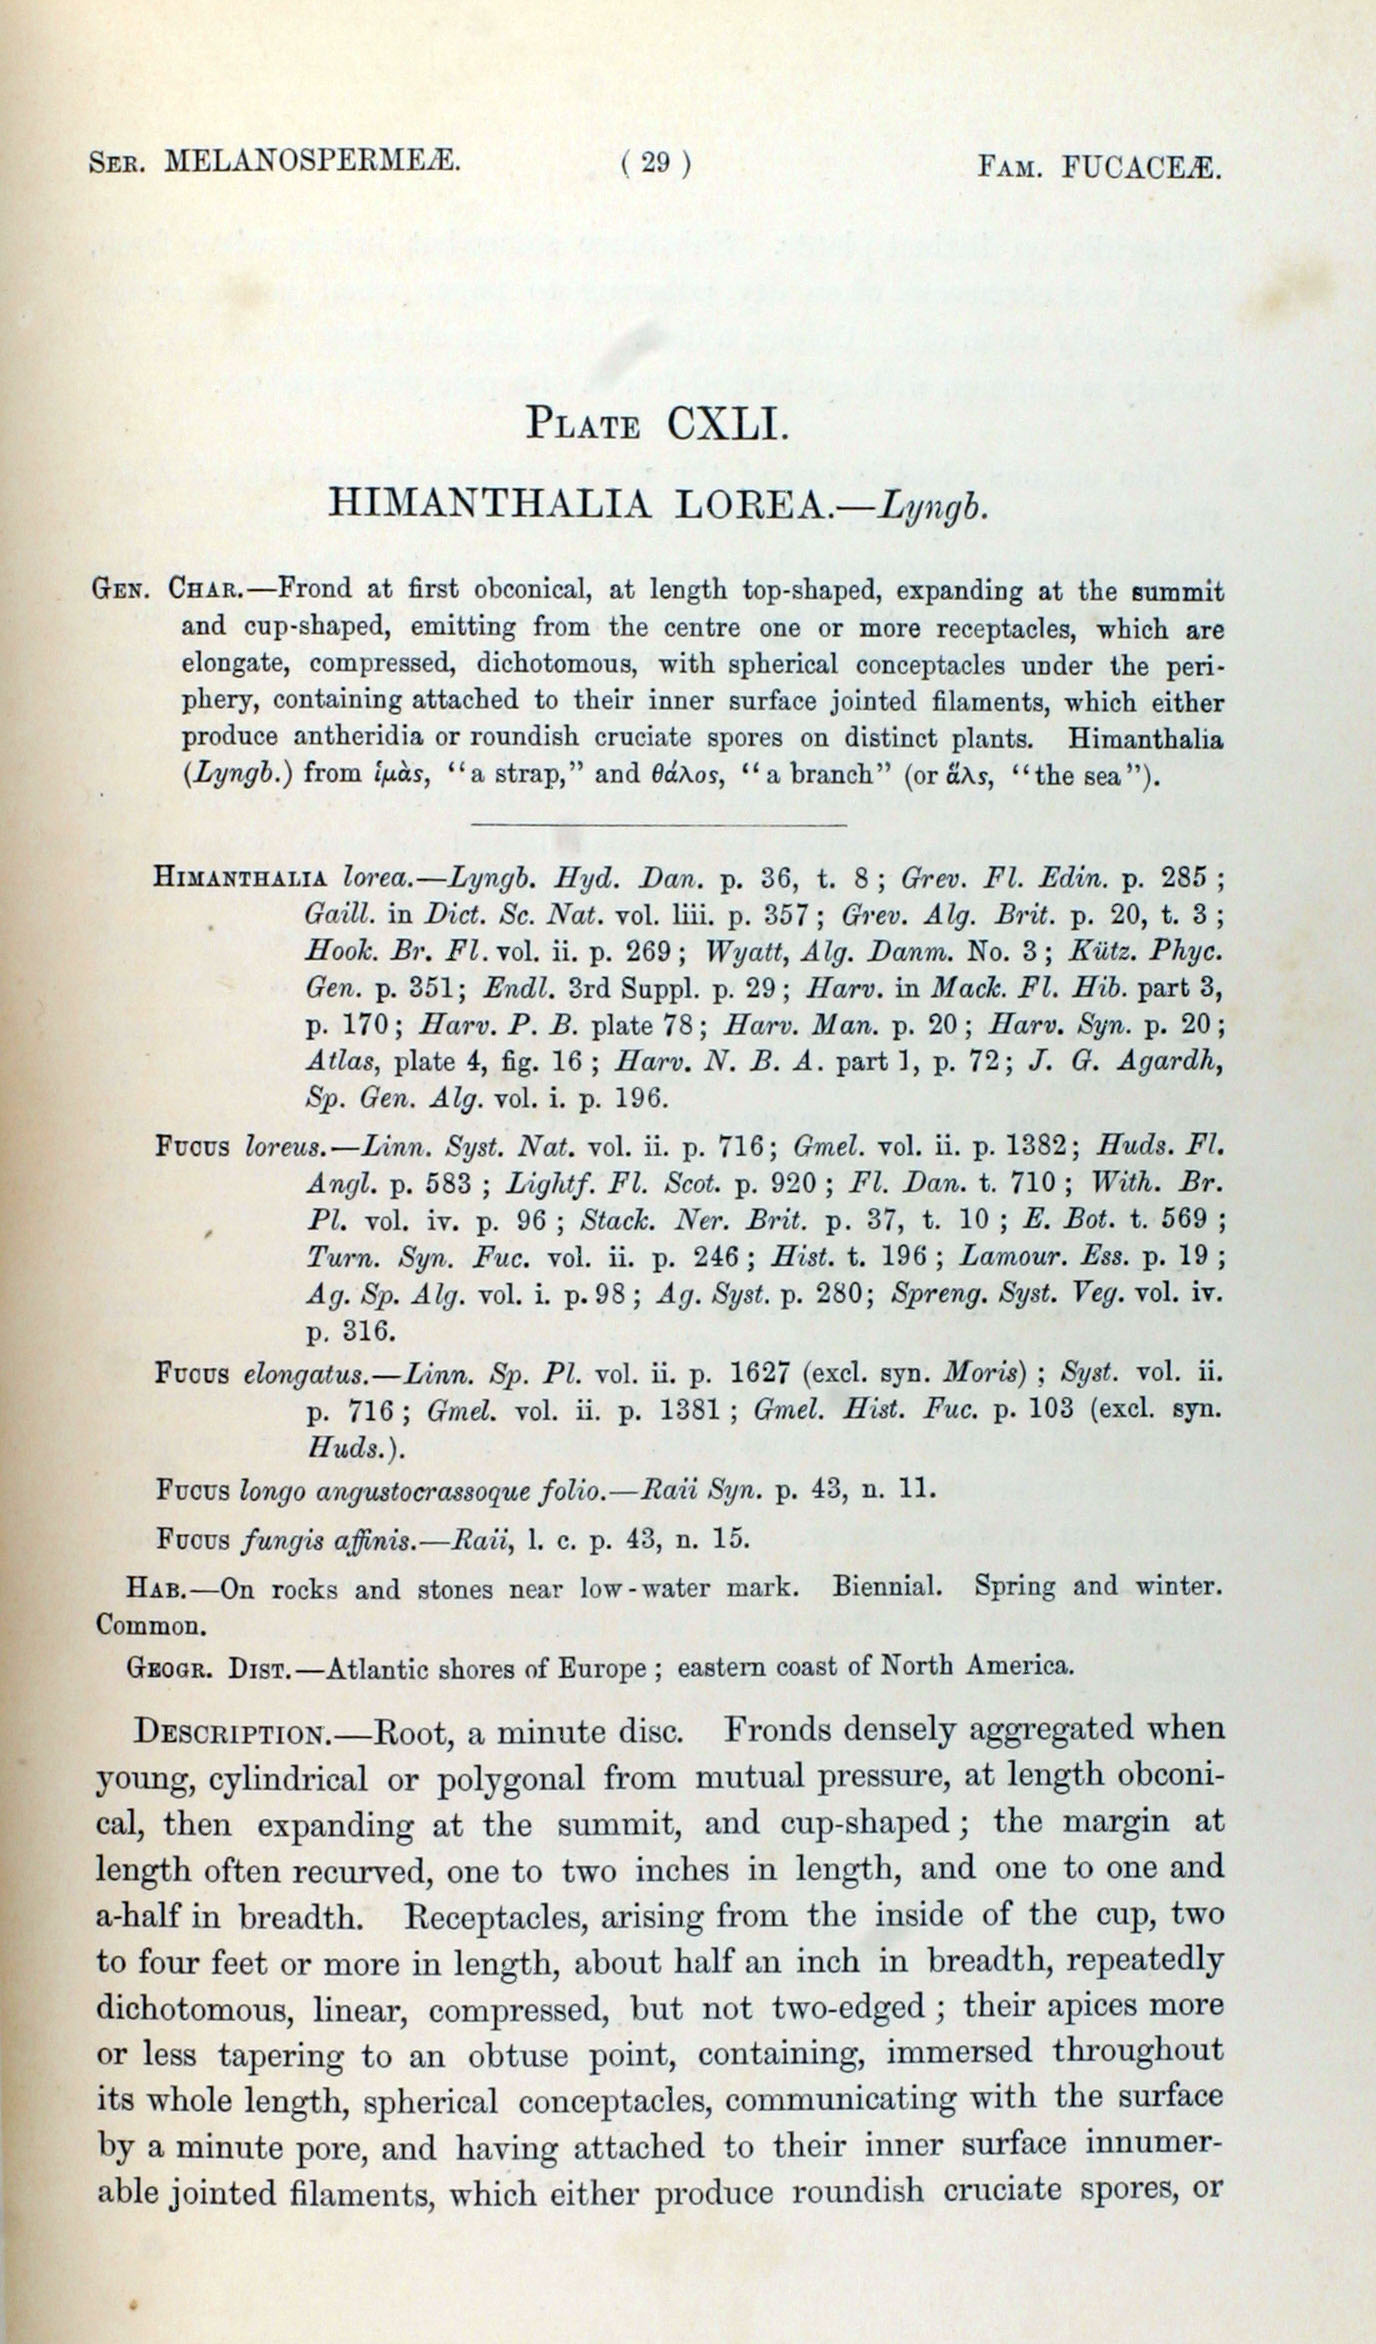 SER. MELANOSPERMEÆ. ( 29 ) FAM. FUCACEÆ.
PLATE CXLI.
HIMANTHALIA LOREA.—Lyngb.
GEN. CHAR.—Frond at first obconical, at length top-shaped, expanding at the summit
and cup-shaped, emitting from the centre one or more receptacles, which are
elongate, compressed, dichotomous, with spherical conceptacles under the peri-
phery, containing attached to their inner surface jointed filaments, which either
produce antheridia or roundish cruciate spores on distinct plants. Himanthalia
(Lyngb.) from ἱμὰς, “a strap,” and θάλος, “a branch” (or ἅλς, “the sea”).
HIMANTHALIA lorea.—Lyngb. Hyd. Dan. p. 36, t. 8 ; Grev. Fl. Edin. p. 285 ;
Gaill. in Dict. Sc. Nat. vol. liii. p. 357 ; Grev. Alg. Brit. p. 20, t. 3 ;
Hook. Br. Fl. vol. ii. p. 269 ; Wyatt, Alg. Danm. No. 3 ; Kütz. Phyc.
Gen. p. 351; Endl. 3rd Suppl. p. 29 ; Harv. in Mack. Fl. Hib. part 3,
p. 170 ; Harv. P. B. plate 78 ; Harv. Man. p. 20 ; Harv. Syn. p. 20 ;
Atlas, plate 4, fig. 16 ; Harv. N. B. A. part 1, p. 72; J. G. Agardh,
Sp. Gen. Alg. vol. i. p. 196.
FUCUS loreus.—Linn. Syst. Nat. vol. ii. p. 716; Gmel. vol. ii. p. 1382; Huds. Fl.
Angl. p. 583 ; Lightf. Fl. Scot. p. 920 ; Fl. Dan. t. 710 ; With. Br.
Pl. vol. iv. p. 96 ; Stack. Ner. Brit. p. 37, t. 10 ; E. Bot. t. 569 ;
Turn. Syn. Fuc. vol. ii. p. 246 ; Hist. t. 196 ; Lamour. Ess. p. 19 ;
Ag. Sp. Alg. vol. i. p. 98 ; Ag. Syst. p. 280; Spreng. Syst. Veg. vol. iv.
p. 316.
FUCUS elongatus.—Linn. Sp. Pl. vol. ii. p. 1627 (excl. syn. Moris) ; Syst. vol. ii.
p. 716 ; Gmel. vol. ii. p. 1381 ; Gmel. Hist. Fuc. p. 103 (excl. syn.
Huds.).
FUCUS longo angustocrassoque folio.—Raii Syn. p. 43, n. 11.
FUCUS fungis affinis.—Raii, l. c. p. 43, n. 15.
HAB.—On rocks and stones near low-water mark. Biennial. Spring and winter.
Common.
GEOGR. DIST.—Atlantic shores of Europe ; eastern coast of North America.
DESCRIPTION.—Root, a minute disc. Fronds densely aggregated when
young, cylindrical or polygonal from mutual pressure, at length obconi-
cal, then expanding at the summit, and cup-shaped ; the margin at
length often recurved, one to two inches in length, and one to one and
a-half in breadth. Receptacles, arising from the inside of the cup, two
to four feet or more in length, about half an inch in breadth, repeatedly
dichotomous, linear, compressed, but not two-edged ; their apices more
or less tapering to an obtuse point, containing, immersed throughout
its whole length, spherical conceptacles, communicating with the surface
by a minute pore, and having attached to their inner surface innumer-
able jointed filaments, which either produce roundish cruciate spores, or